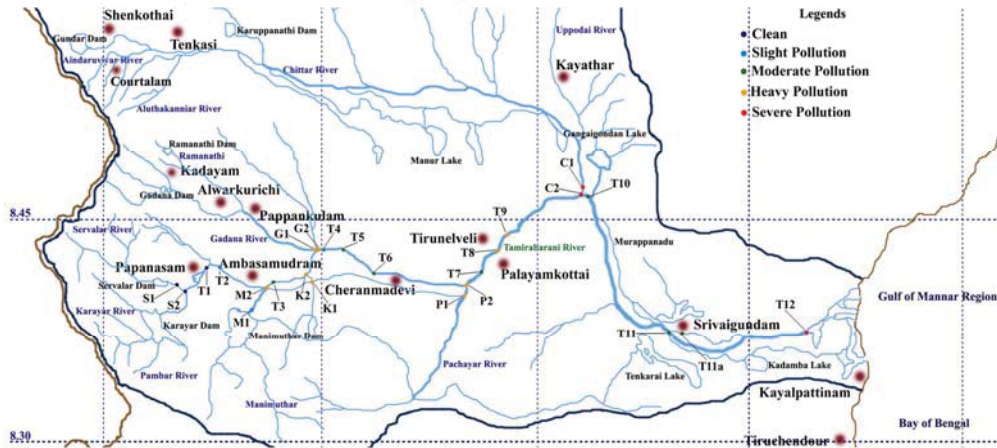 Shenkothai
Gundar Dam
Tenkasi
Karuppanathi Dam
Aindaruviyar River
Courtalam
Chittar River
Aluthakanniar River
Uppodai River
Kayathar
Legends
Clean
Slight Pollution
Moderate Pollution
Heavy Pollution
Severe Pollution
Ramanathi Dam
Ramanathi
Kadayam
Gadana Dam
Alwarkurichi
Pappankulam
Manur Lake
Gangaigondan Lake
C1
C2
T10
8.45
Servalar River
Gadana River
G1
G2
T4
T5
T6
T9
Tirunelveli
T8
Tamirabarani River
Murappanadu
Papanasam
Servalar Dam
S1
S2
T1
T2
Ambasamudram
M2
T3
K2
K1
Cheranmadevi
T7
Palayamkottai
P1
P2
Karayar River
Karayar Dam
M1
Manimuthar Dam
Pachayar River
Pambar River
Manimuthar
Gulf of Mannar Region
T12
Srivaigundam
T11
T11a
Tenkarai Lake
Kadamba Lake
Kayalpattinam
Bay of Bengal
8.30
Tiruchendour